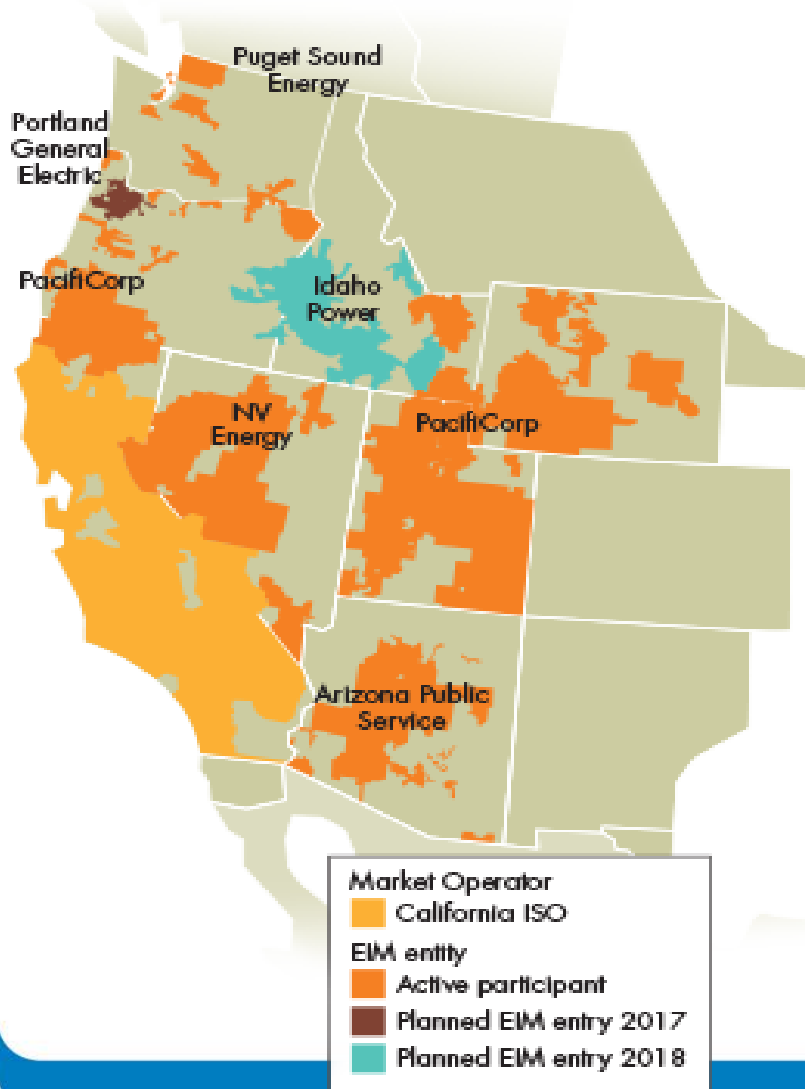 Puget Sound
Energy
Portland
General
Electric
PacifiCorp
Idaho
Power
NV
Energy
PacifiCorp
Arizona Public
Service
Market Operator
California ISO
EIM entity
Active participant
Planned EIM entry 2017
Planned EIM entry 2018